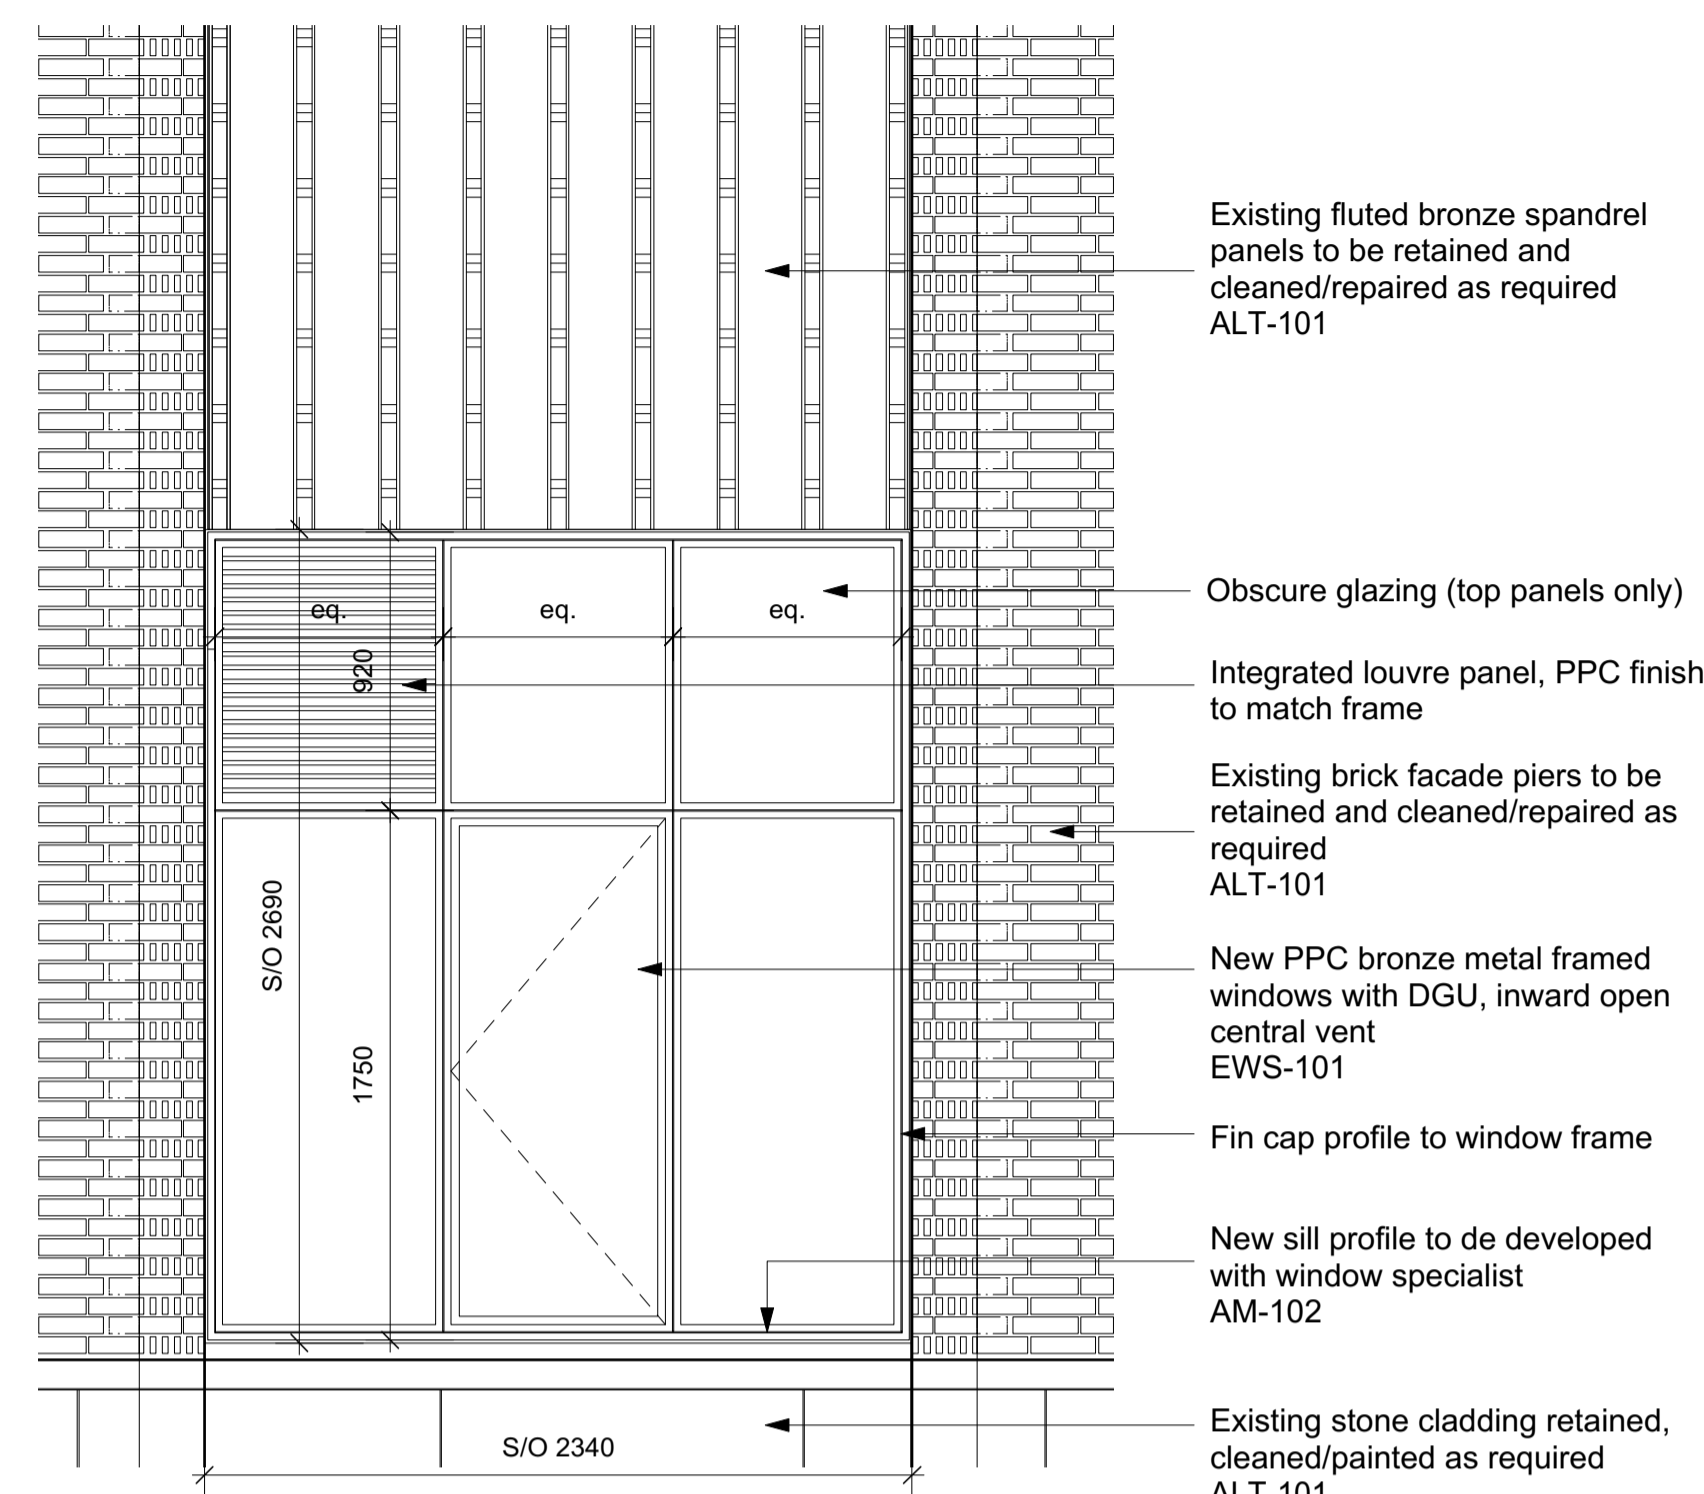 Existing fluted bronze spandrel
panels to be retained and
cleaned/repaired as required
ALT-101
Obscure glazing (top panels only)
eq.
eq.
eq.
920
Integrated louvre panel, PPC finish
to match frame
Existing brick facade piers to be
retained and cleaned/repaired as
required
ALT-101
S/O 2690
1750
New PPC bronze metal framed
windows with DGU, inward open
central vent
EWS-101
Fin cap profile to window frame
New sill profile to de developed
with window specialist
AM-102
S/O 2340
Existing stone cladding retained,
cleaned/painted as required
ALT-101